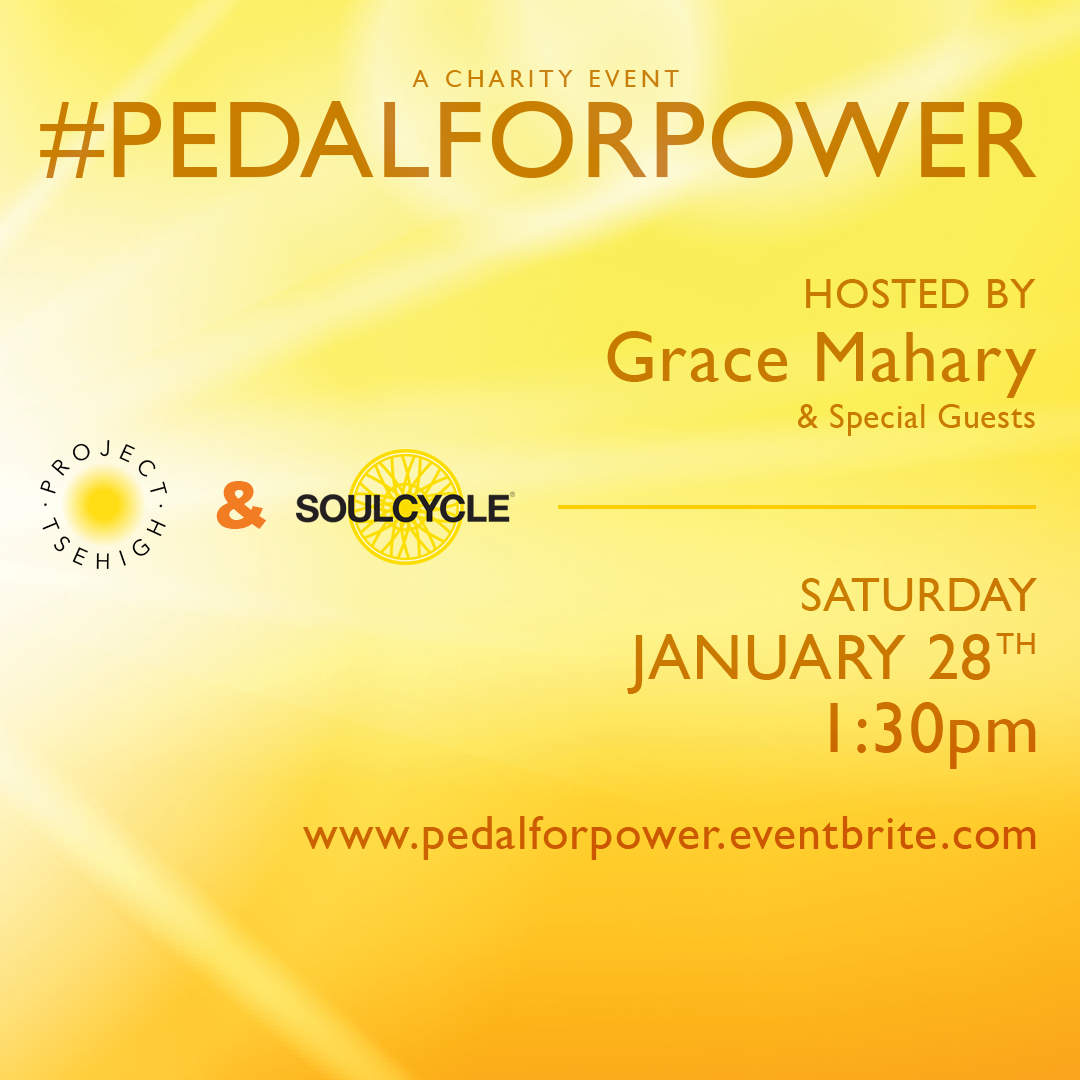 A CHARITY EVENT
#PEDALFORPOWER
HOSTED BY
Grace Mahary
& Special Guests
PROJECT
TSEHIGH
&
SOULCYCLE®
SATURDAY
JANUARY 28TH
1:30pm
www.pedalforpower.eventbrite.com